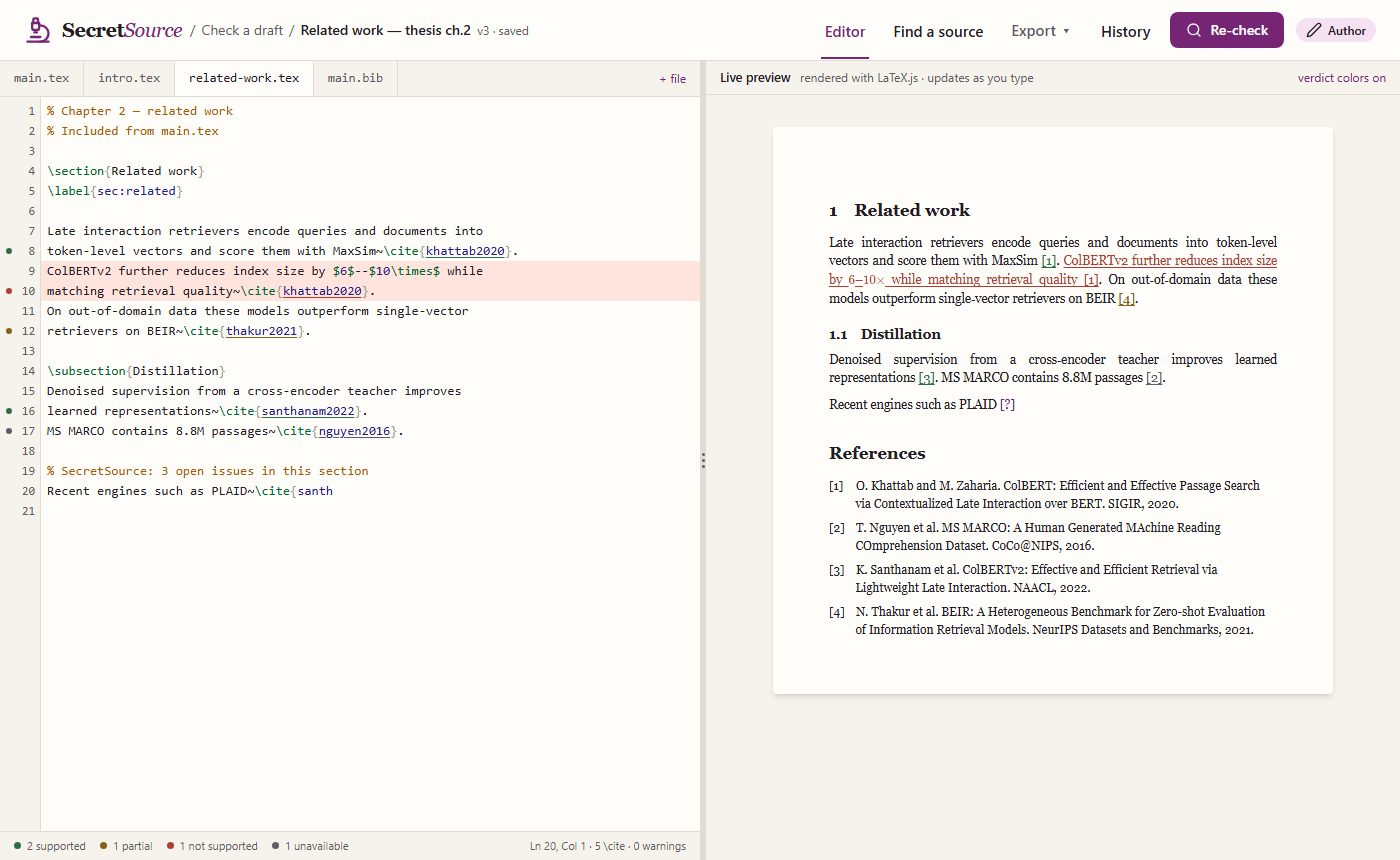 SecretSource / Check a draft / Related work — thesis ch.2 v3 · saved
Editor Find a source Export ▼ History Re-check Author
main.tex intro.tex related-work.tex main.bib + file
1 % Chapter 2 — related work
2 % Included from main.tex
3
4 \section{Related work}
5 \label{sec:related}
6
7 Late interaction retrievers encode queries and documents into
8 token-level vectors and score them with MaxSim~\cite{khattab2020}.
9 ColBERTv2 further reduces index size by $6$--$10\times$ while
10 matching retrieval quality~\cite{khattab2020}.
11 On out-of-domain data these models outperform single-vector
12 retrievers on BEIR~\cite{thakur2021}.
13
14 \subsection{Distillation}
15 Denoised supervision from a cross-encoder teacher improves
16 learned representations~\cite{santhanam2022}.
17 MS MARCO contains 8.8M passages~\cite{nguyen2016}.
18
19 % SecretSource: 3 open issues in this section
20 Recent engines such as PLAID~\cite{santh
21
2 supported 1 partial 1 not supported 1 unavailable
Ln 20, Col 1 · 5 \cite · 0 warnings
Live preview rendered with LaTeX.js · updates as you type verdict colors on
1 Related work
Late interaction retrievers encode queries and documents into token-level
vectors and score them with MaxSim [1]. ColBERTv2 further reduces index size
by 6–10× while matching retrieval quality [1]. On out-of-domain data these
models outperform single-vector retrievers on BEIR [4].
1.1 Distillation
Denoised supervision from a cross-encoder teacher improves learned
representations [3]. MS MARCO contains 8.8M passages [2].
Recent engines such as PLAID [?]
References
[1] O. Khattab and M. Zaharia. ColBERT: Efficient and Effective Passage Search
via Contextualized Late Interaction over BERT. SIGIR, 2020.
[2] T. Nguyen et al. MS MARCO: A Human Generated MAchine Reading
COmprehension Dataset. CoCo@NIPS, 2016.
[3] K. Santhanam et al. ColBERTv2: Effective and Efficient Retrieval via
Lightweight Late Interaction. NAACL, 2022.
[4] N. Thakur et al. BEIR: A Heterogeneous Benchmark for Zero-shot Evaluation
of Information Retrieval Models. NeurIPS Datasets and Benchmarks, 2021.